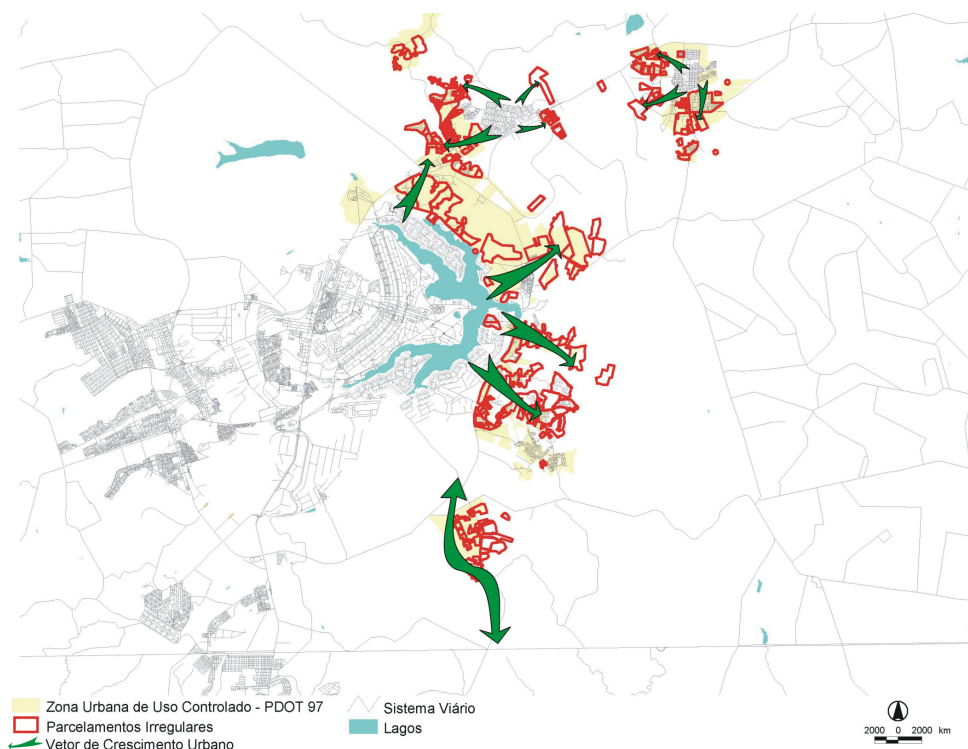 Zona Urbana de Uso Controlado - PDOT 97
Parcelamentos Irregulares
Vetor de Crescimento Urbano
Sistema Viário
Lagos
2000 0 2000 km